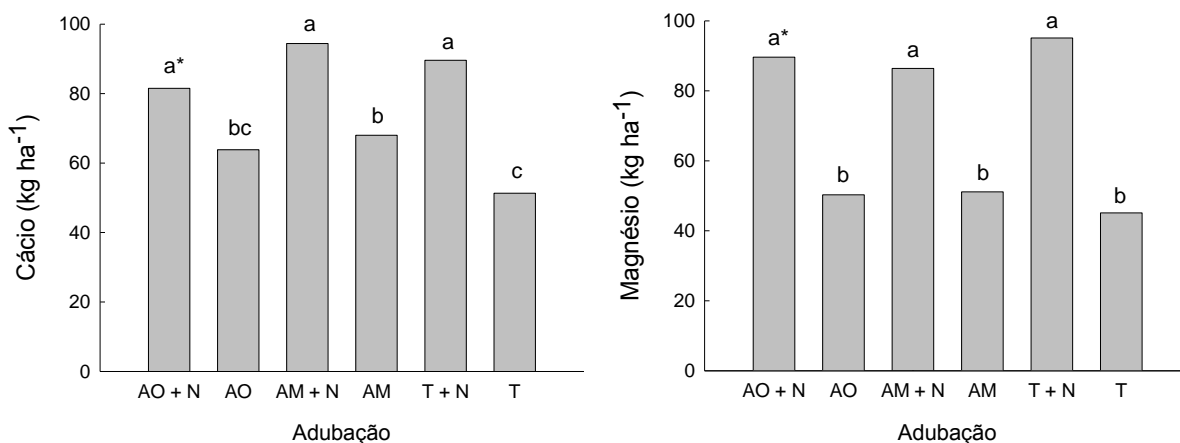 Cácio (kg ha-1)
100
80
60
40
20
0
a*
bc
a
b
a
c
AO + N AO AM + N AM T + N T
Adubação
Magnésio (kg ha-1)
100
80
60
40
20
0
a*
b
a
b
a
b
AO + N AO AM + N AM T + N T
Adubação